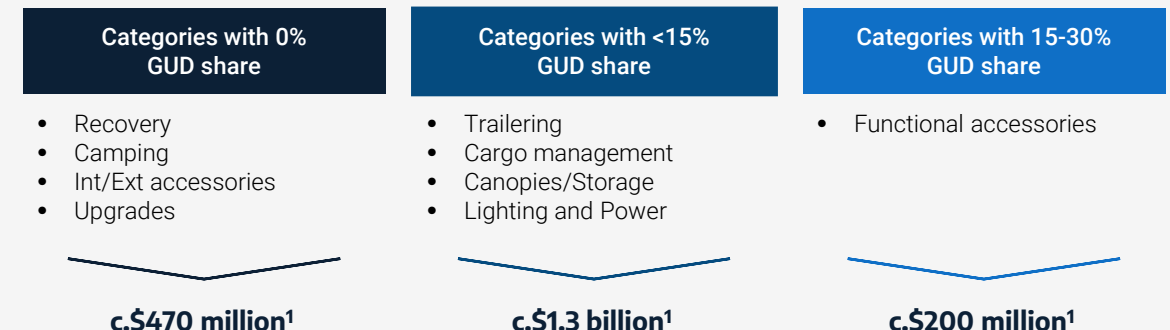 Categories with 0%
GUD share
• Recovery
• Camping
• Int/Ext accessories
• Upgrades
c.$470 million¹
Categories with <15%
GUD share
• Trailering
• Cargo management
• Canopies/Storage
• Lighting and Power
c.$1.3 billion¹
Categories with 15-30%
GUD share
• Functional accessories
c.$200 million¹